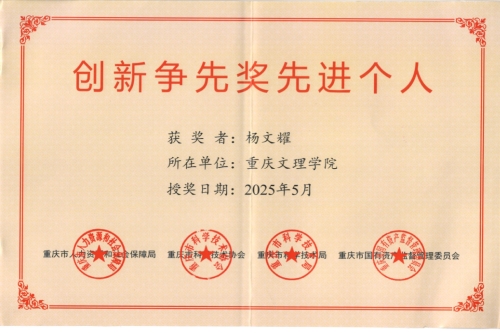 创新争先奖先进个人
获奖者：杨文耀
所在单位：重庆文理学院
授奖日期：2025年5月
重庆市人力资源和社会保障局 重庆市科学技术协会 重庆市科学技术局 重庆市国有资产监督管理委员会